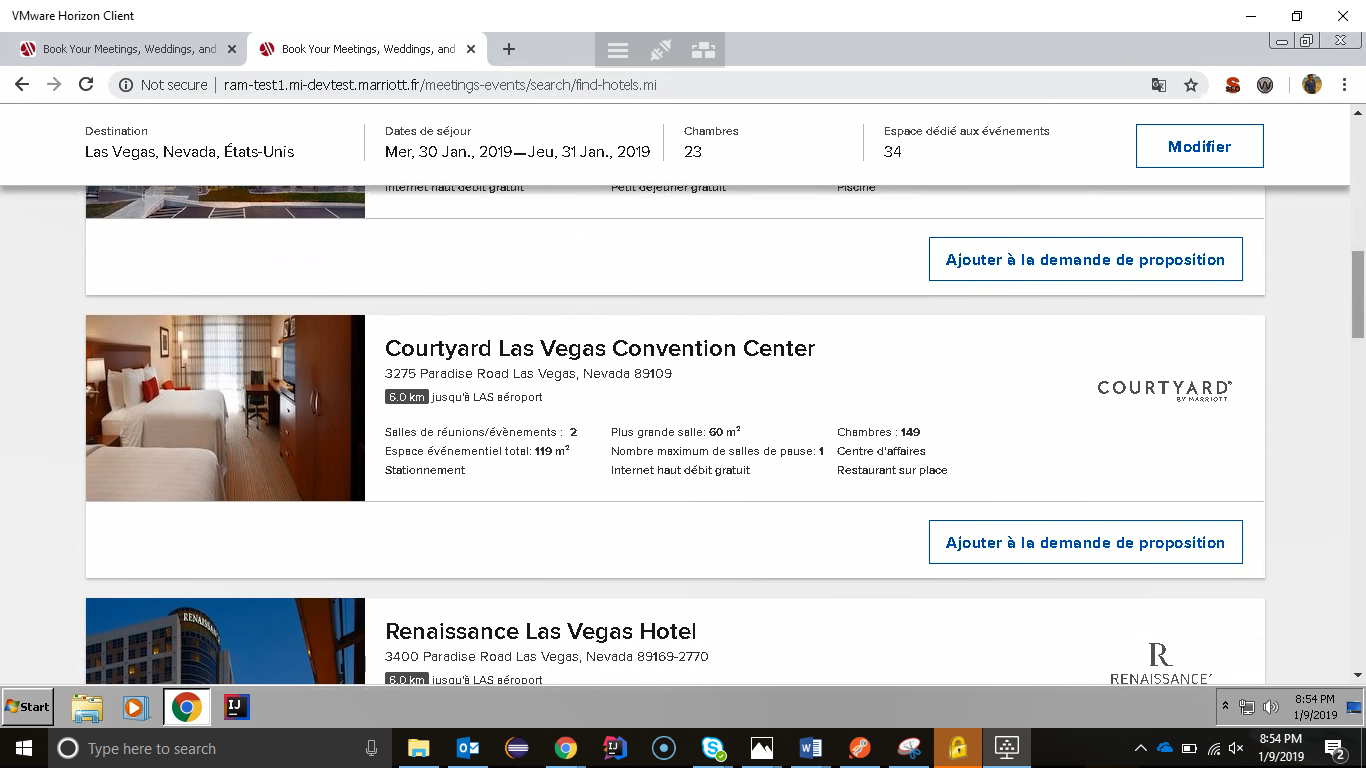 VMware Horizon Client
Book Your Meetings, Weddings, and
Book Your Meetings, Weddings, and
Not secure | ram-test1.mi-devtest.marriott.fr/meetings-events/search/find-hotels.mi
Destination
Las Vegas, Nevada, États-Unis
Dates de séjour
Mer, 30 Jan., 2019—Jeu, 31 Jan., 2019
Chambres
23
Espace dédié aux événements
34
Modifier
Internet haut débit gratuit
Petit déjeuner gratuit
Piscine
Ajouter à la demande de proposition
Courtyard Las Vegas Convention Center
3275 Paradise Road Las Vegas, Nevada 89109
6.0 km jusqu'à LAS aéroport
COURTYARD®
BY MARRIOTT
Salles de réunions/évènements : 2
Plus grande salle: 60 m²
Chambres : 149
Espace événementiel total: 119 m²
Nombre maximum de salles de pause: 1
Centre d'affaires
Stationnement
Internet haut débit gratuit
Restaurant sur place
Ajouter à la demande de proposition
RENAISSANCE
Renaissance Las Vegas Hotel
3400 Paradise Road Las Vegas, Nevada 89169-2770
6.0 km jusqu'à LAS aéroport
R
RENAISSANCE
Start
IJ
8:54 PM
1/9/2019
Type here to search
8:54 PM
1/9/2019
2